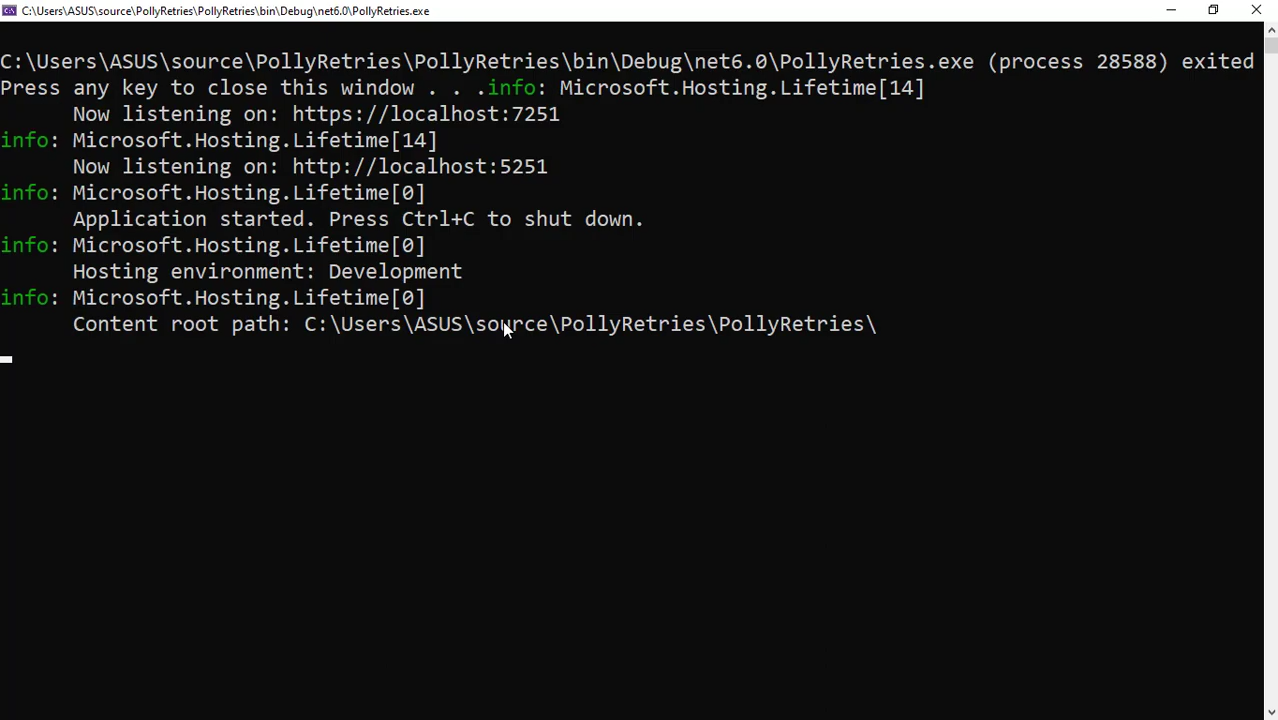 C:\Users\ASUS\source\PollyRetries\PollyRetries\bin\Debug\net6.0\PollyRetries.exe
C:\Users\ASUS\source\PollyRetries\PollyRetries\bin\Debug\net6.0\PollyRetries.exe (process 28588) exited
Press any key to close this window . . .info: Microsoft.Hosting.Lifetime[14]
      Now listening on: https://localhost:7251
info: Microsoft.Hosting.Lifetime[14]
      Now listening on: http://localhost:5251
info: Microsoft.Hosting.Lifetime[0]
      Application started. Press Ctrl+C to shut down.
info: Microsoft.Hosting.Lifetime[0]
      Hosting environment: Development
info: Microsoft.Hosting.Lifetime[0]
      Content root path: C:\Users\ASUS\source\PollyRetries\PollyRetries\